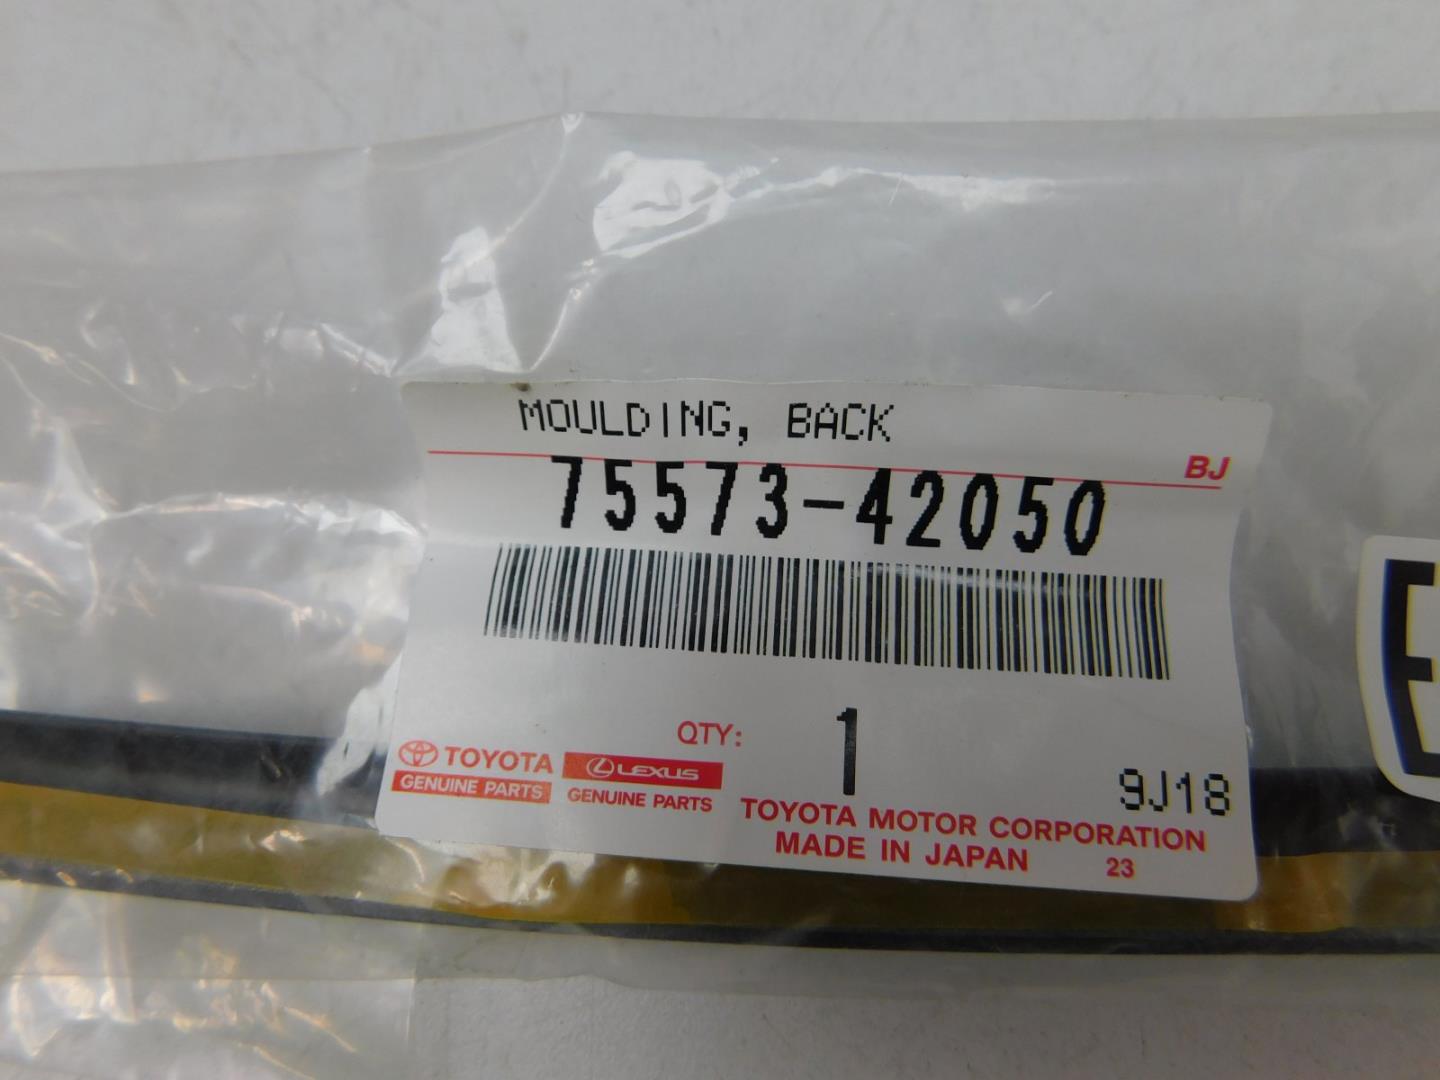 MOULDING, BACK
BJ
75573-42050
QTY: 1
TOYOTA
GENUINE PARTS
LEXUS
GENUINE PARTS
9J18
TOYOTA MOTOR CORPORATION
MADE IN JAPAN 23
E